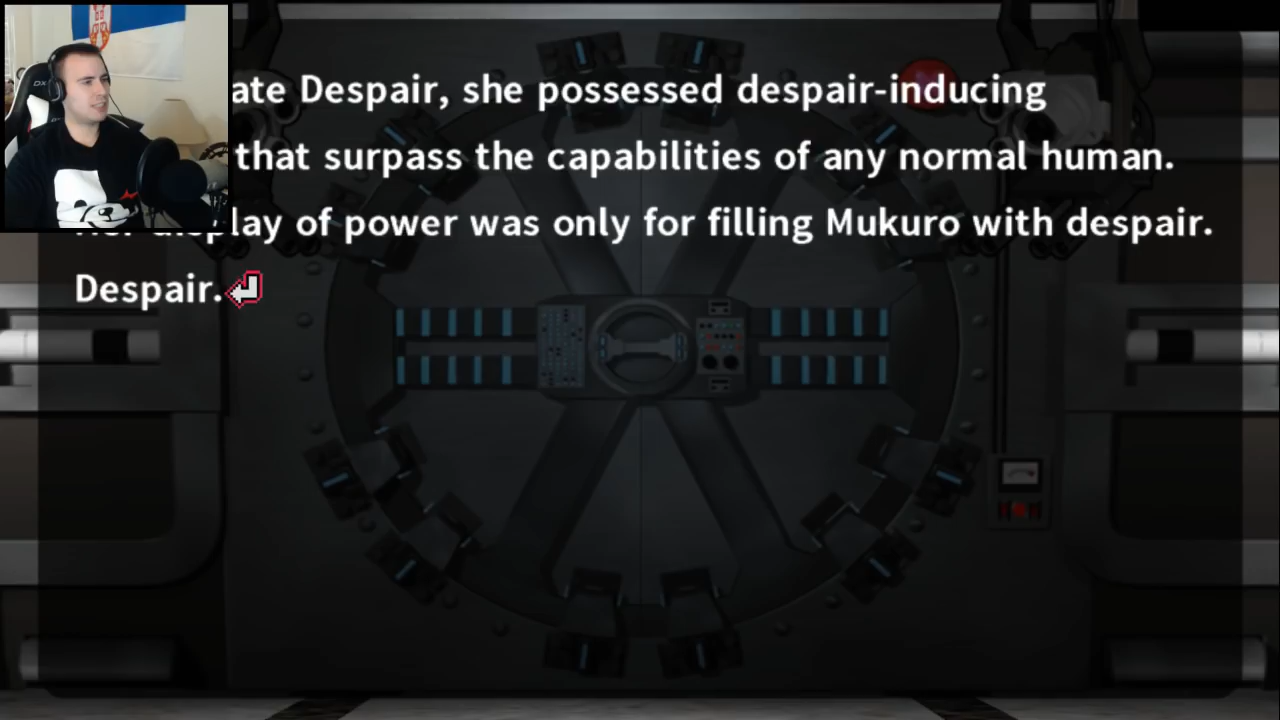 ate Despair, she possessed despair-inducing
that surpass the capabilities of any normal human.
of power was only for filling Mukuro with despair.
Despair.